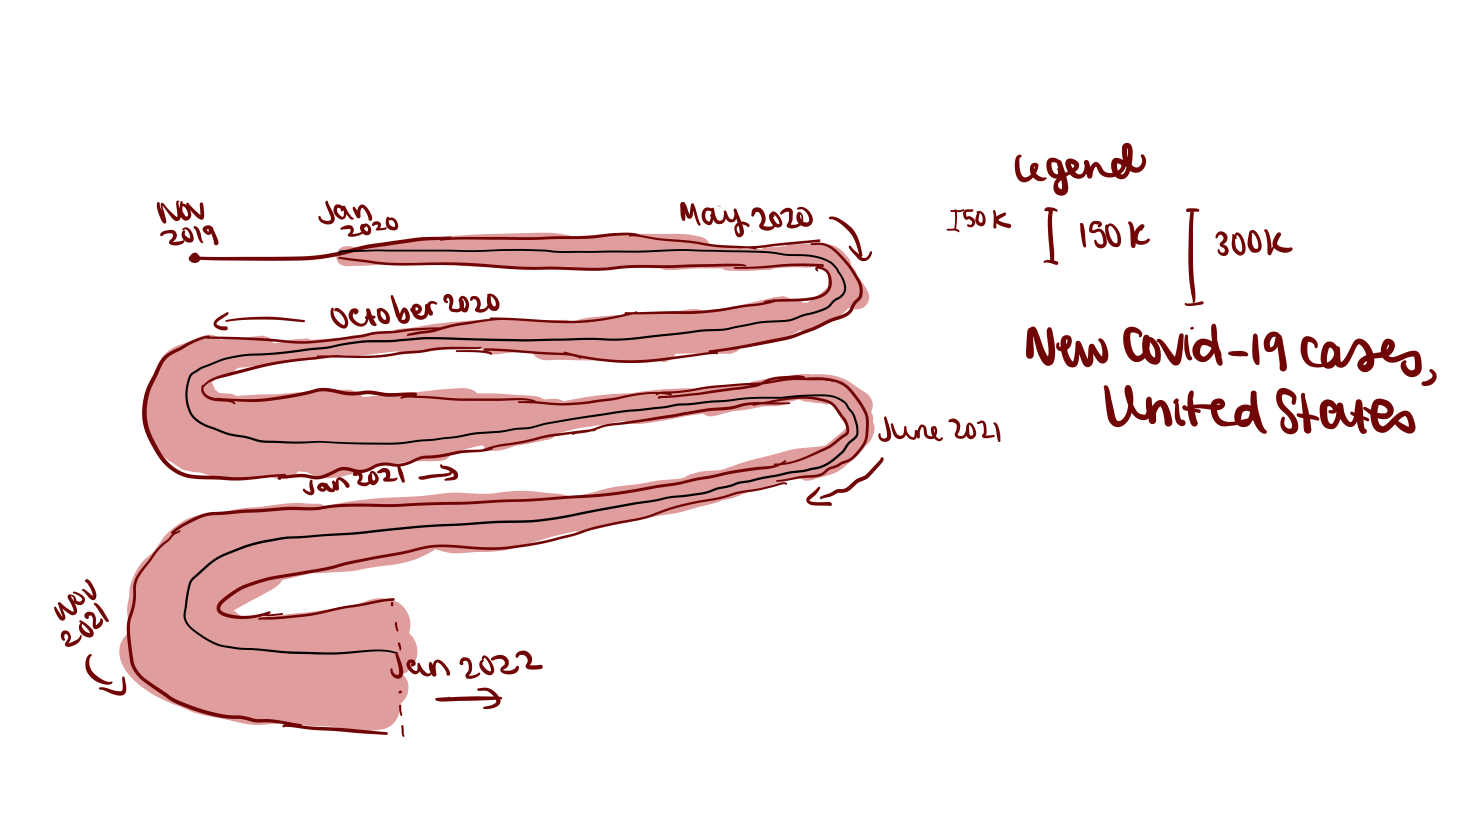 Nov
2019
Jan
2020
May 2020
October 2020
Jan 2021
June 2021
Nov
2021
Jan 2022
Legend
50K
150K
300K
New Covid-19 cases,
United States